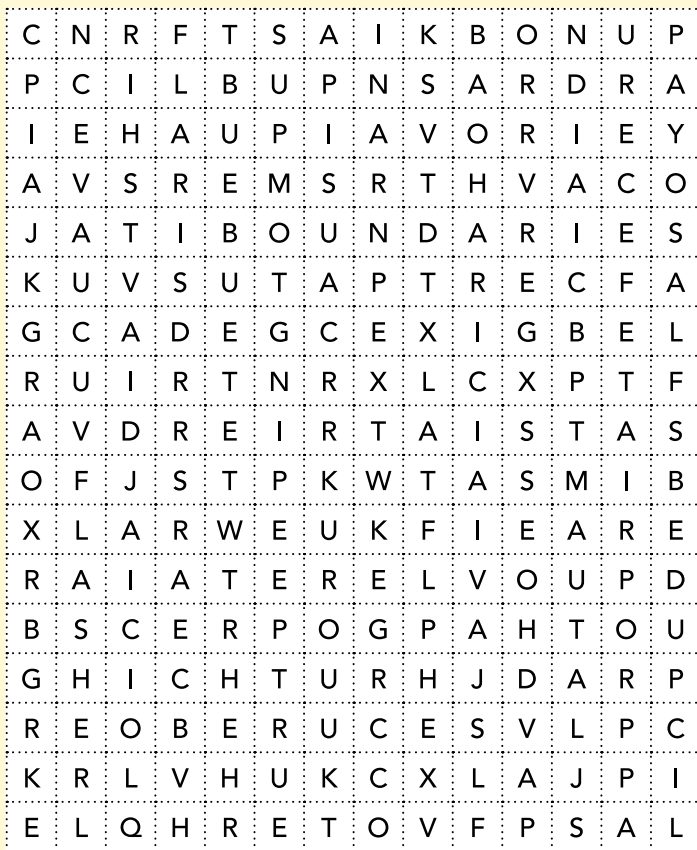 C N R F T S A I K B O N U P
P C I L B U P N S A R D R A
I E H A U P I A V O R I E Y
A V S R E M S R T H V A C O
J A T I B O U N D A R I E S
K U V S U T A P T R E C F A
G C A D E G C E X I G B E L
R U I R T N R X L C X P T F
A V D R E I R T A I S T A S
O F J S T P K W T A S M I B
X L A R W E U K F I E A R E
R A I A T E R E L V O U P D
B S C E R P O G P A H T O U
G H I C H T U R H J D A R P
R E O B E R U C E S V L P C
K R L V H U K C X L A J P I
E L Q H R E T O V F P S A L